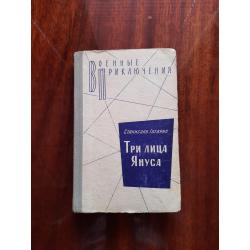 Военные
Приключения
Станислав Гагарин
Три лица
Януса